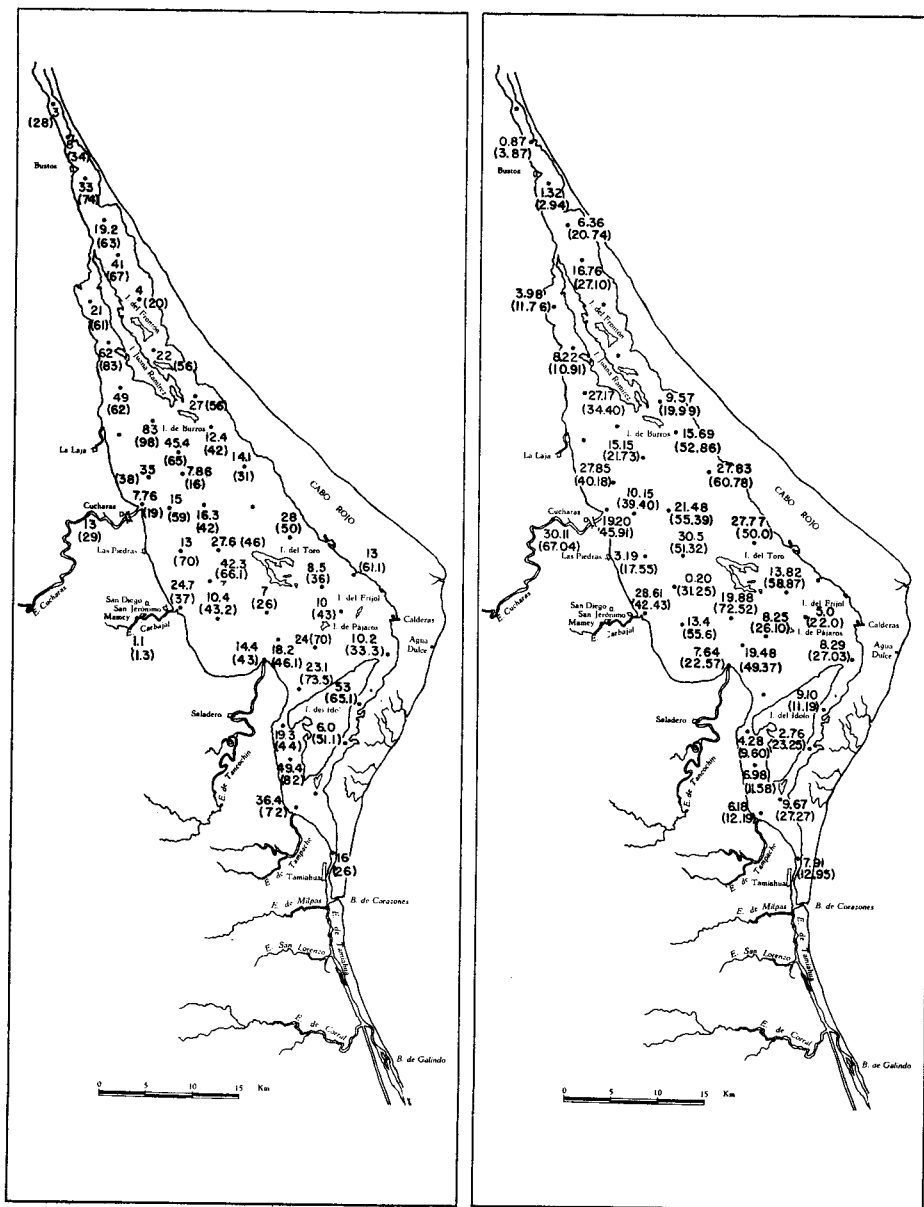 3
(28)
7
8
(34)
Bustos
33
(74)
19.2
(63)
41
(67)
4
(20)
21
(61)
I. del Frontón
62
(83)
22
(56)
I. Juana Ramírez
49
(62)
27 (56)
83
(98)
I. de Burros
12.4
(42)
45.4
(65)
La Laja
14.1
(31)
35
(38)
7.86
(16)
CABO ROJO
7.76
(19)
15
(59)
16.3
(42)
Cucharas
13
(29)
28
(50)
Las Piedras
13
(70)
27.6 (46)
I. del Toro
42.3
(66.1)
8.5
(36)
13
(61.1)
E. Cucharas
24.7
(37)
7
(26)
San Diego
San Jerónimo
Mamey
E. Carbajal
10.4
(43.2)
10
(43)
I. del Frijol
Calderas
1.1
(1.3)
I. de Pájaros
14.4
(43)
18.2
(46.1)
24(70)
10.2
(33.3)
Agua
Dulce
23.1
(73.5)
53
(65.1)
Saladero
I. del Idol
19.3
(44)
6.0
(51.1)
E. de Tancochin
49.4
(82)
36.4
(72)
E. de Tampache
16
(26)
Tamiahua
E. de Milpas
B. de Corazones
E. de Tamiahua
E. San Lorenzo
E. de Corral
B. de Galindo
0 5 10 15 Km
0.87
(3.87)
Bustos
1.32
(2.94)
6.36
(20.74)
16.76
(27.10)
3.98
(11.76)
I. del Frontón
8.22
(10.91)
I. Juana Ramírez
27.17
(34.40)
9.57
(19.99)
I. de Burros
15.69
(52.86)
15.15
(21.73)
La Laja
27.85
(40.18)
27.83
(60.78)
CABO ROJO
10.15
(39.40)
21.48
(55.39)
Cucharas
19.20
(45.91)
30.11
(67.04)
30.5
(51.32)
27.77
(50.0)
Las Piedras
3.19
(17.55)
I. del Toro
0.20
(31.25)
13.82
(58.87)
E. Cucharas
28.61
(42.43)
19.88
(72.52)
San Diego
San Jerónimo
Mamey
E. Carbajal
I. del Frijol
5.0
(22.0)
13.4
(55.6)
8.25
(26.10)
Calderas
I. de Pájaros
7.64
(22.57)
19.48
(49.37)
8.29
(27.03)
Agua
Dulce
9.10
(11.19)
Saladero
I. del Idolo
4.28
(9.60)
2.76
23.25)
E. de Tancochin
6.98
(11.58)
6.18
(12.19)
9.67
(27.27)
E. de Tampache
7.91
(12.95)
Tamiahua
E. de Milpas
B. de Corazones
E. de Tamiahua
E. San Lorenzo
E. de Corral
B. de Galindo
0 5 10 15 Km